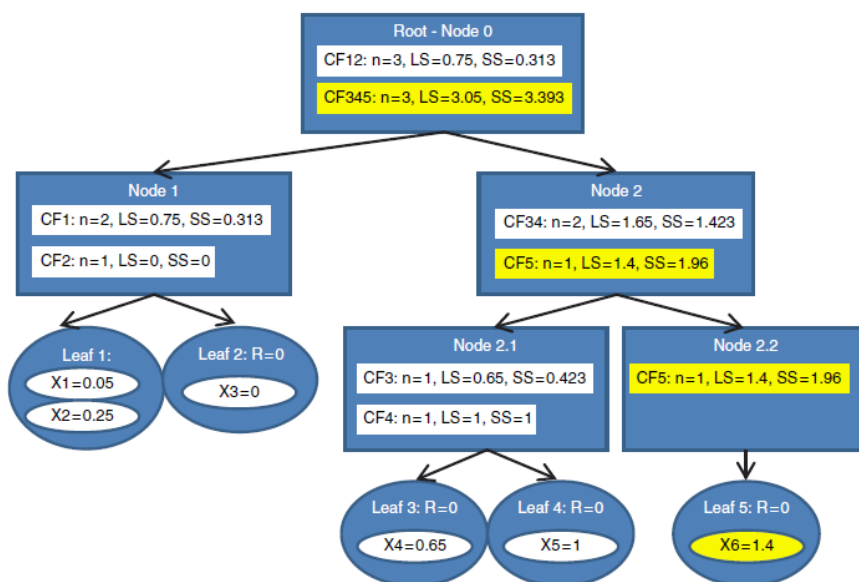 Root - Node 0
CF12: n=3, LS=0.75, SS=0.313
CF345: n=3, LS=3.05, SS=3.393
Node 1
CF1: n=2, LS=0.75, SS=0.313
CF2: n=1, LS=0, SS=0
Node 2
CF34: n=2, LS=1.65, SS=1.423
CF5: n=1, LS=1.4, SS=1.96
Leaf 1:
X1=0.05
X2=0.25
Leaf 2: R=0
X3=0
Node 2.1
CF3: n=1, LS=0.65, SS=0.423
CF4: n=1, LS=1, SS=1
Node 2.2
CF5: n=1, LS=1.4, SS=1.96
Leaf 3: R=0
X4=0.65
Leaf 4: R=0
X5=1
Leaf 5: R=0
X6=1.4